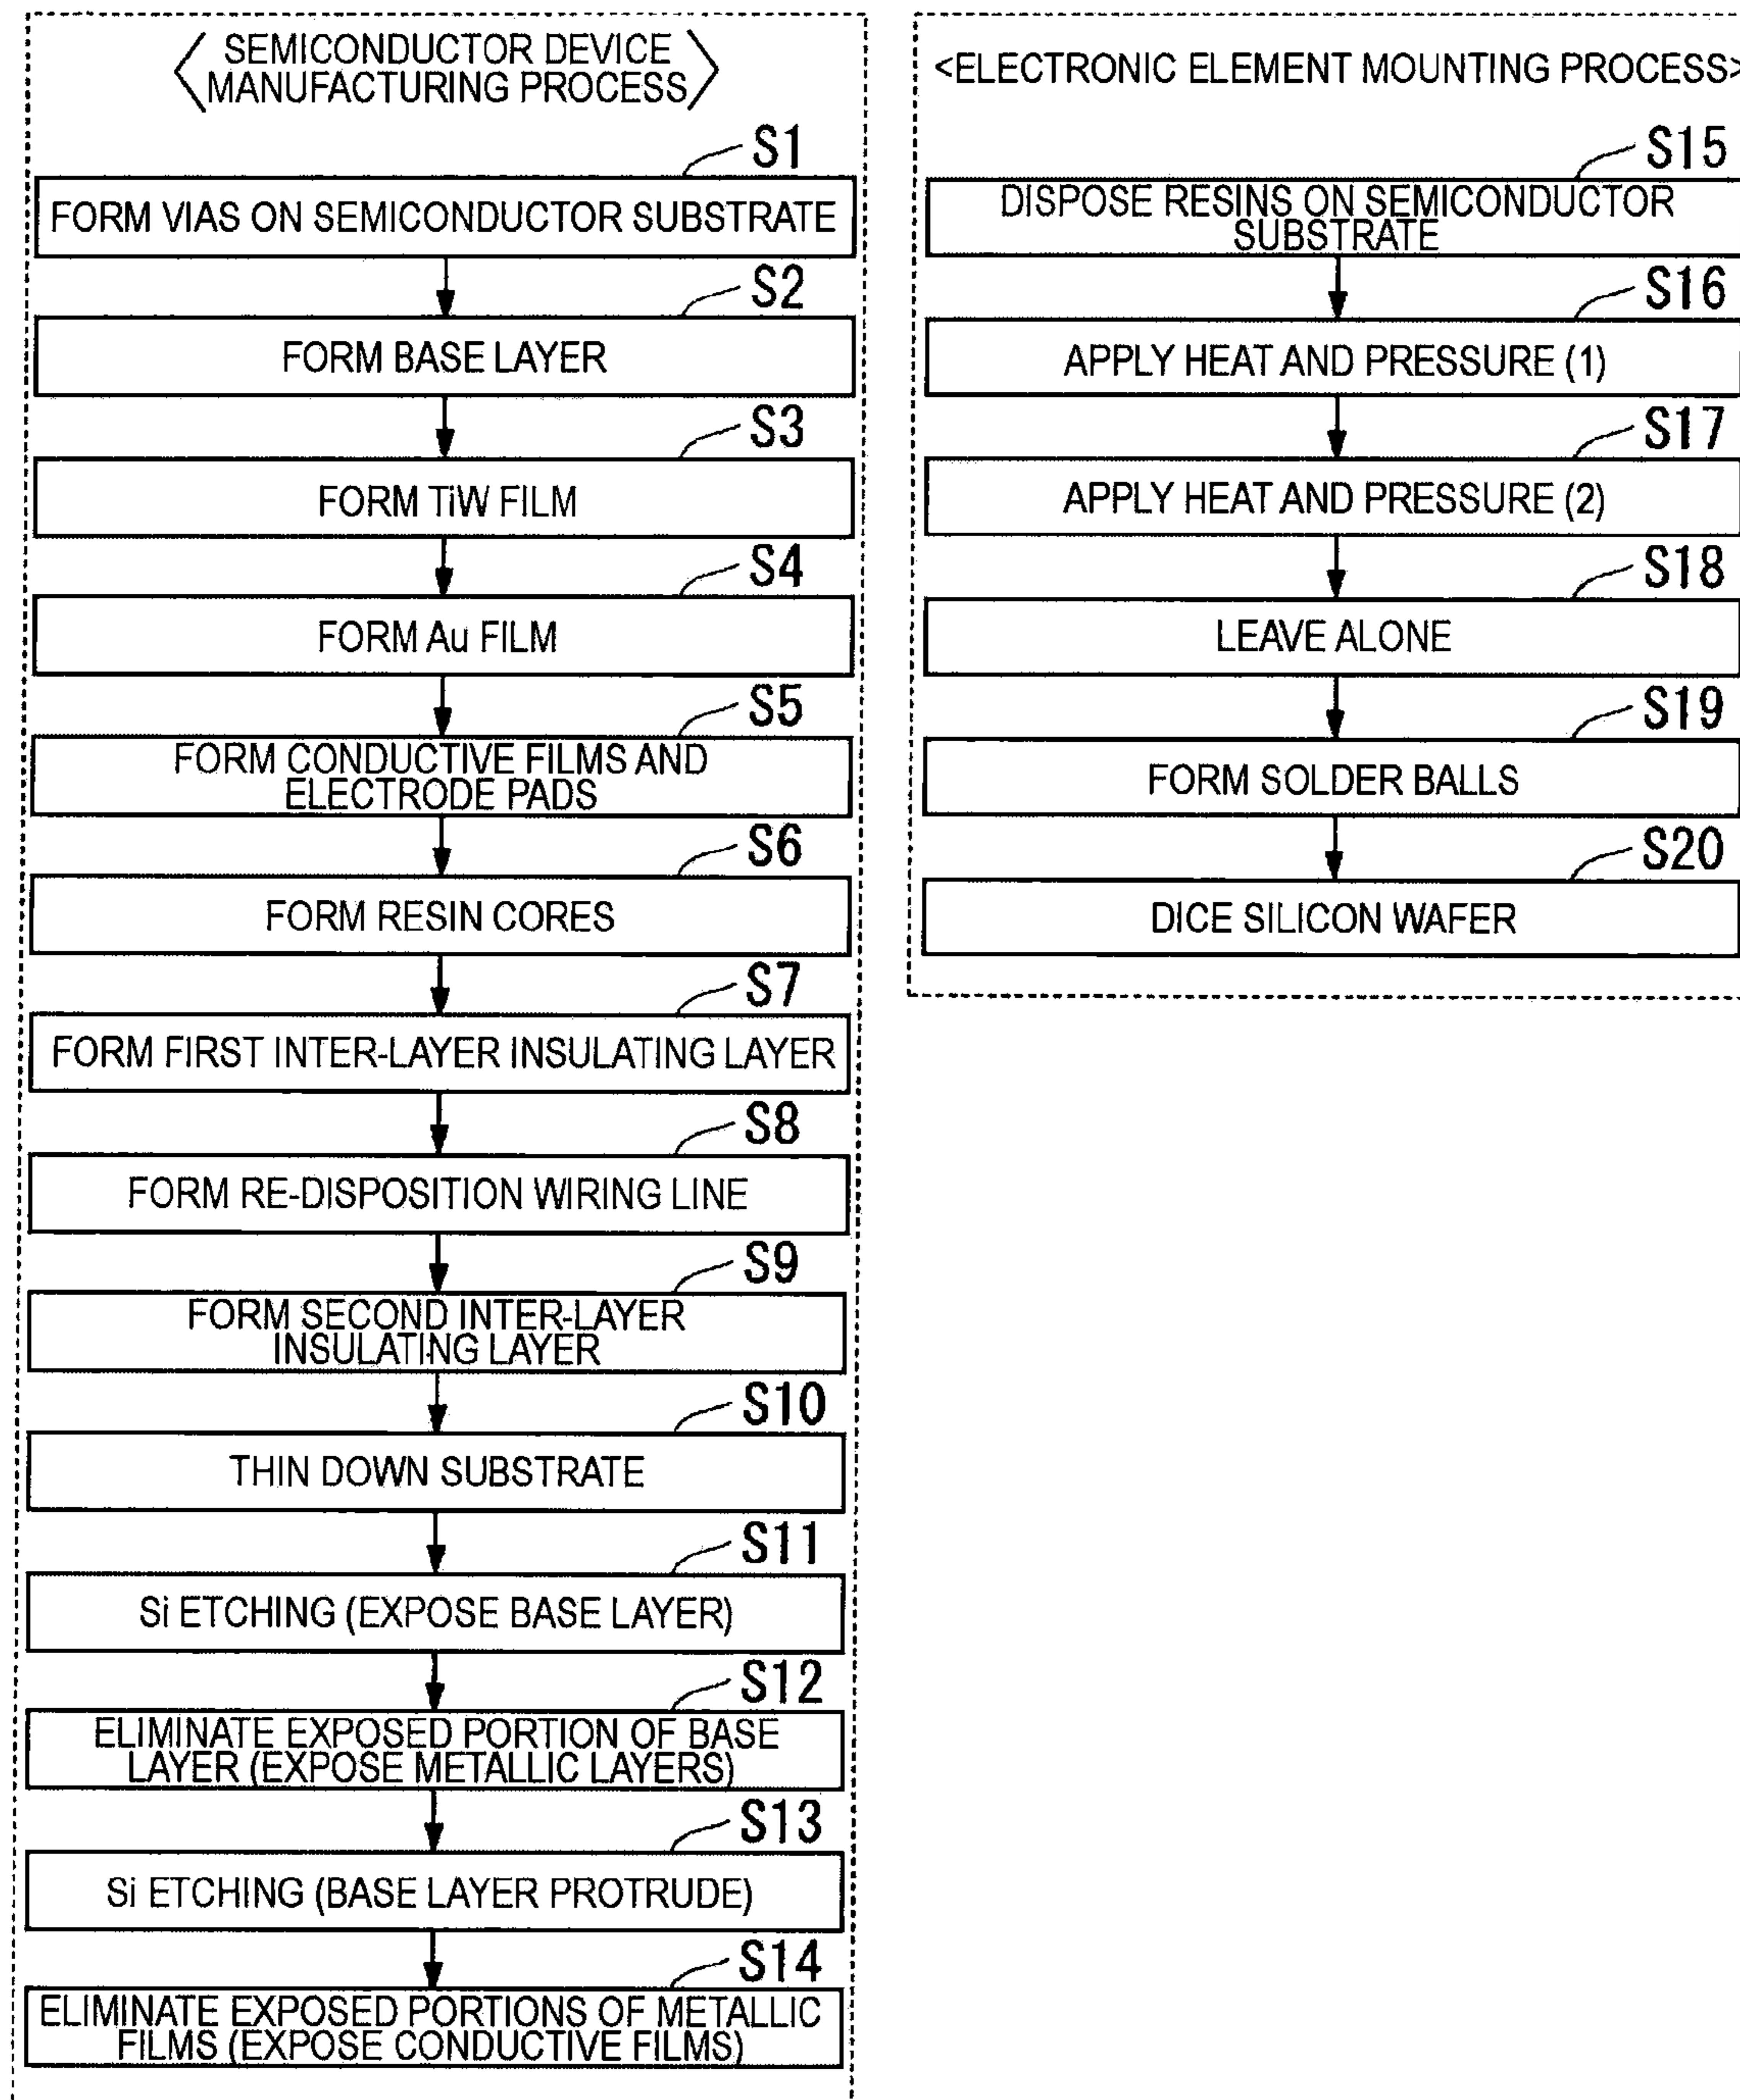 SEMICONDUCTOR DEVICE
MANUFACTURING PROCESS
S1
FORM VIAS ON SEMICONDUCTOR SUBSTRATE
S2
FORM BASE LAYER
S3
FORM TiW FILM
S4
FORM Au FILM
S5
FORM CONDUCTIVE FILMS AND
ELECTRODE PADS
S6
FORM RESIN CORES
S7
FORM FIRST INTER-LAYER INSULATING LAYER
S8
FORM RE-DISPOSITION WIRING LINE
S9
FORM SECOND INTER-LAYER
INSULATING LAYER
S10
THIN DOWN SUBSTRATE
S11
Si ETCHING (EXPOSE BASE LAYER)
S12
ELIMINATE EXPOSED PORTION OF BASE
LAYER (EXPOSE METALLIC LAYERS)
S13
Si ETCHING (BASE LAYER PROTRUDE)
S14
ELIMINATE EXPOSED PORTIONS OF METALLIC
FILMS (EXPOSE CONDUCTIVE FILMS)
<ELECTRONIC ELEMENT MOUNTING PROCESS>
S15
DISPOSE RESINS ON SEMICONDUCTOR
SUBSTRATE
S16
APPLY HEAT AND PRESSURE (1)
S17
APPLY HEAT AND PRESSURE (2)
S18
LEAVE ALONE
S19
FORM SOLDER BALLS
S20
DICE SILICON WAFER